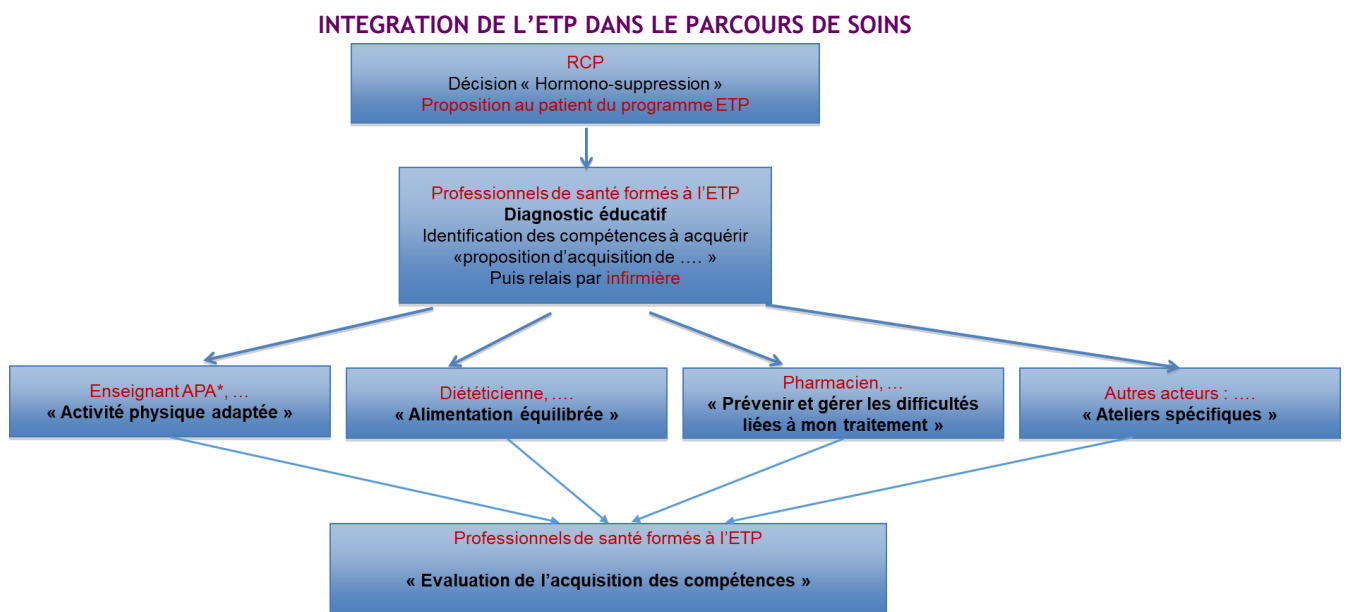 INTEGRATION DE L’ETP DANS LE PARCOURS DE SOINS
RCP
Décision « Hormono-suppression »
Proposition au patient du programme ETP
Professionnels de santé formés à l’ETP
Diagnostic éducatif
Identification des compétences à acquérir
«proposition d’acquisition de …. »
Puis relais par infirmière
Enseignant APA*, …
« Activité physique adaptée »
Diététicienne, ….
« Alimentation équilibrée »
Pharmacien, …
« Prévenir et gérer les difficultés
liées à mon traitement »
Autres acteurs : ….
« Ateliers spécifiques »
Professionnels de santé formés à l’ETP
« Evaluation de l’acquisition des compétences »